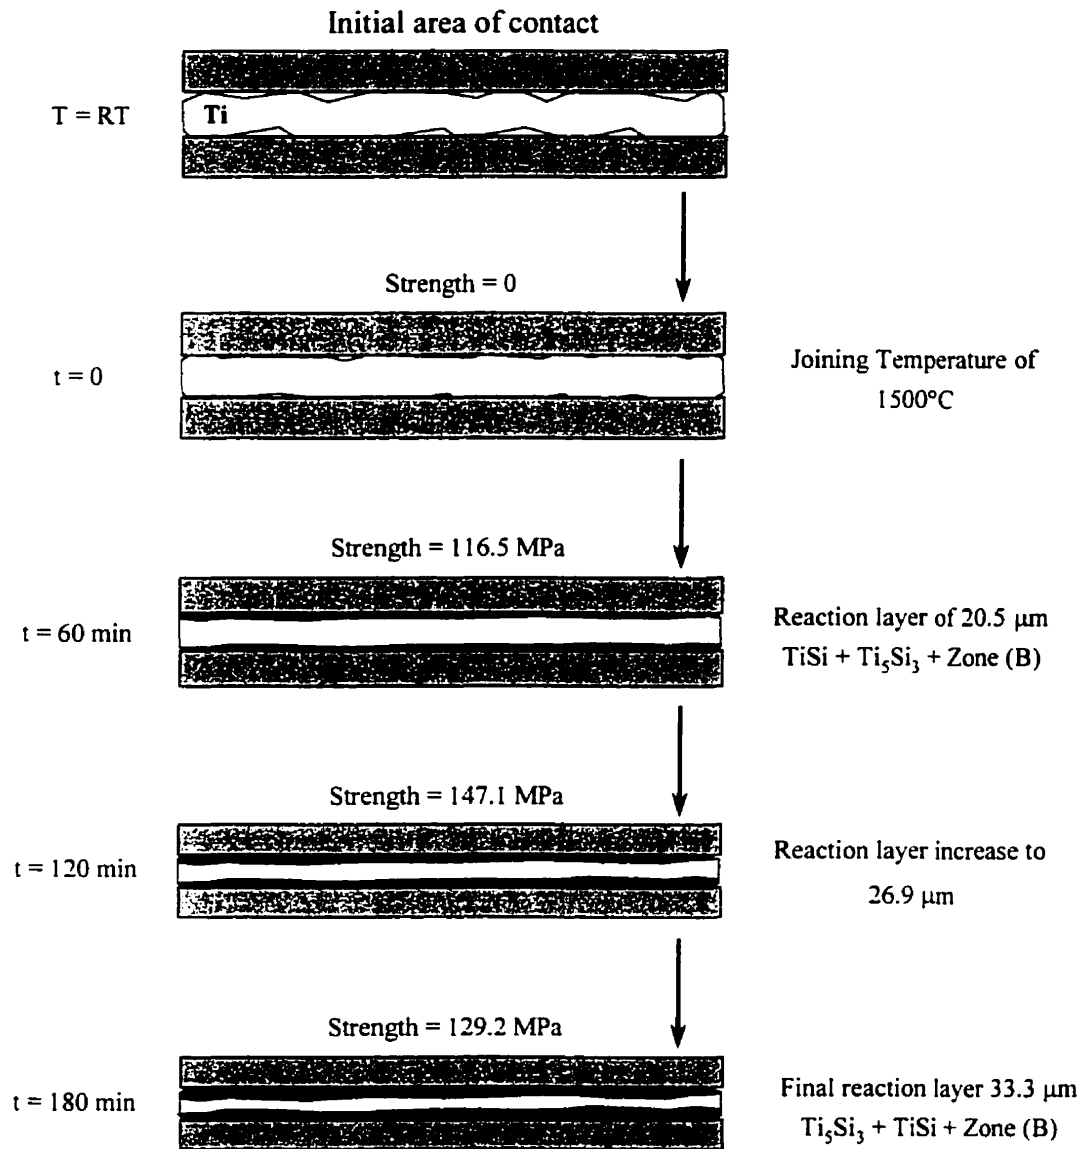 Initial area of contact
T = RT
Ti
Strength = 0
t = 0
Joining Temperature of
1500°C
Strength = 116.5 MPa
t = 60 min
Reaction layer of 20.5 μm
TiSi + Ti₅Si₃ + Zone (B)
Strength = 147.1 MPa
t = 120 min
Reaction layer increase to
26.9 μm
Strength = 129.2 MPa
t = 180 min
Final reaction layer 33.3 μm
Ti₅Si₃ + TiSi + Zone (B)